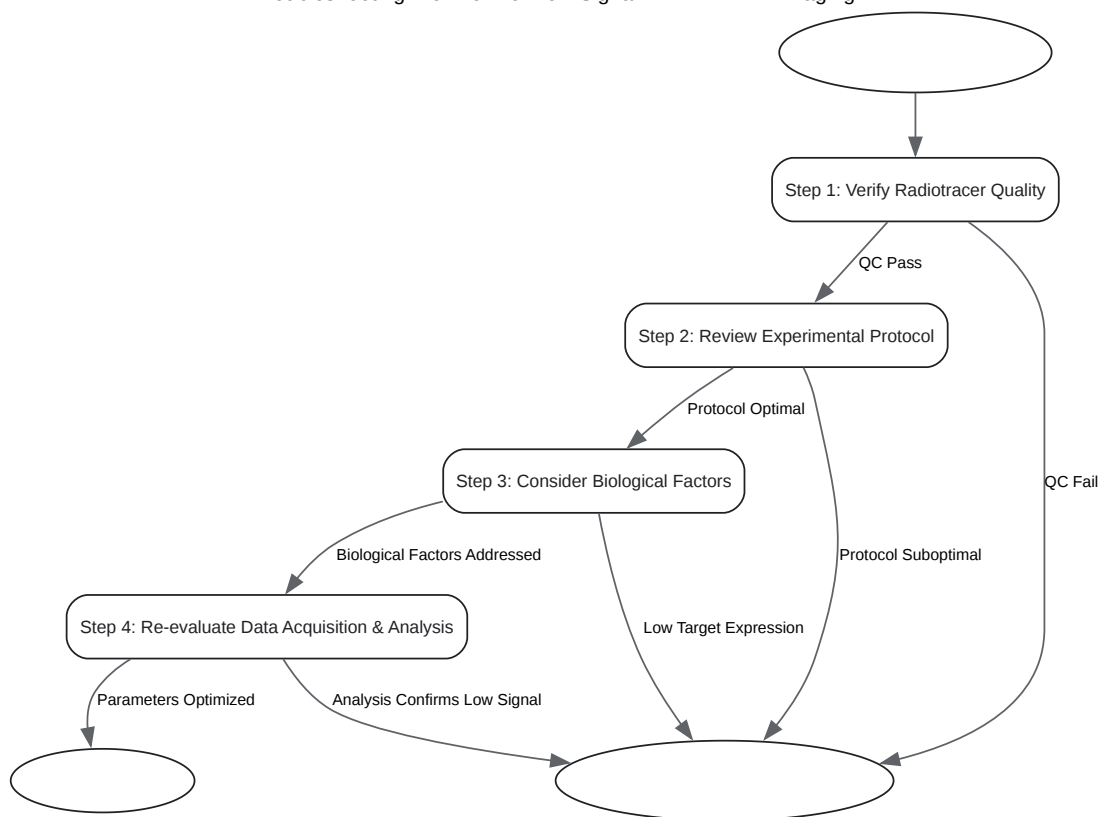 Step 1: Verify Radiotracer Quality
QC Pass
Step 2: Review Experimental Protocol
Protocol Optimal
Step 3: Consider Biological Factors
QC Fail
Biological Factors Addressed
Protocol Suboptimal
Step 4: Re-evaluate Data Acquisition & Analysis
Low Target Expression
Parameters Optimized
Analysis Confirms Low Signal